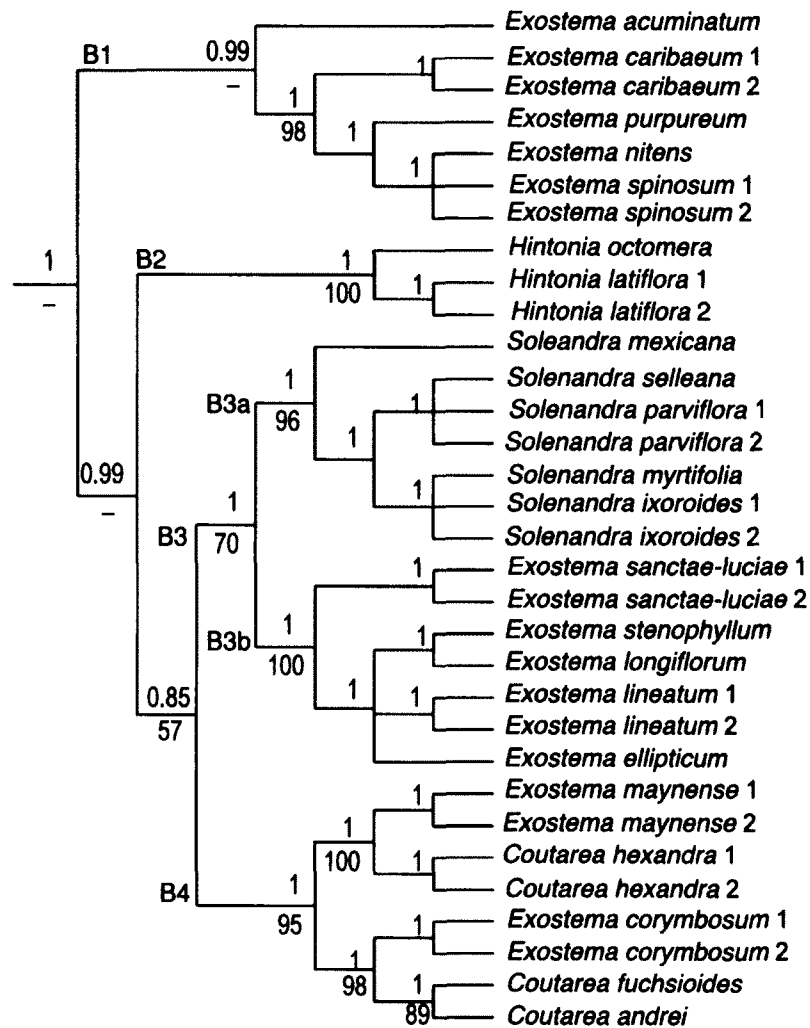 Exostema acuminatum
B1 0.99
–
Exostema caribaeum 1
1
Exostema caribaeum 2
1
98
Exostema purpureum
1
Exostema nitens
1
Exostema spinosum 1
Exostema spinosum 2
1
–
B2 1
100
Hintonia octomera
Hintonia latiflora 1
1
Hintonia latiflora 2
Soleandra mexicana
B3a 1
96
Solenandra selleana
1
Solenandra parviflora 1
Solenandra parviflora 2
1
Solenandra myrtifolia
0.99
–
1
Solenandra ixoroides 1
Solenandra ixoroides 2
B3 1
70
Exostema sanctae-luciae 1
1
Exostema sanctae-luciae 2
B3b 1
100
Exostema stenophyllum
1
Exostema longiflorum
1
Exostema lineatum 1
1
Exostema lineatum 2
0.85
57
Exostema ellipticum
Exostema maynense 1
1
Exostema maynense 2
1
100
Coutarea hexandra 1
1
Coutarea hexandra 2
B4 1
95
Exostema corymbosum 1
1
Exostema corymbosum 2
1
98
Coutarea fuchsioides
1
89
Coutarea andrei